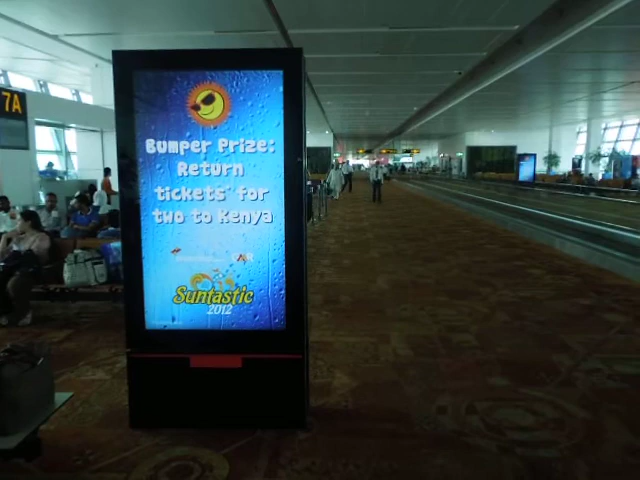 7A
Bumper Prize:
Return
tickets* for
two to Kenya
Suntastic
2012